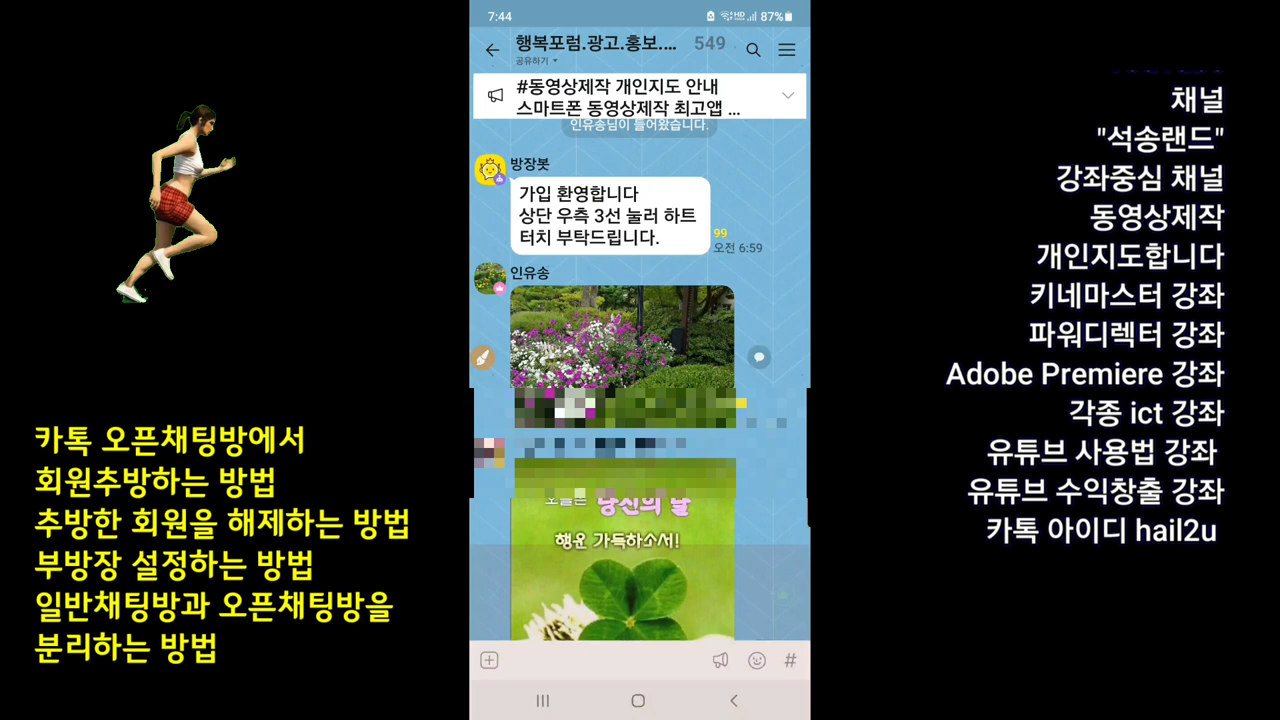 카톡 오픈채팅방에서
회원추방하는 방법
추방한 회원을 해제하는 방법
부방장 설정하는 방법
일반채팅방과 오픈채팅방을
분리하는 방법
7:44
87%
행복포럼.광고.홍보.... 549
공유하기
#동영상제작 개인지도 안내
스마트폰 동영상제작 최고앱 ...
인유송님이 들어왔습니다.
방장봇
가입 환영합니다
상단 우측 3선 눌러 하트
터치 부탁드립니다.
99
오전 6:59
인유송
오늘은 당신의 날
행운 가득하소서!
#
채널
"석송랜드"
강좌중심 채널
동영상제작
개인지도합니다
키네마스터 강좌
파워디렉터 강좌
Adobe Premiere 강좌
각종 ict 강좌
유튜브 사용법 강좌
유튜브 수익창출 강좌
카톡 아이디 hail2u